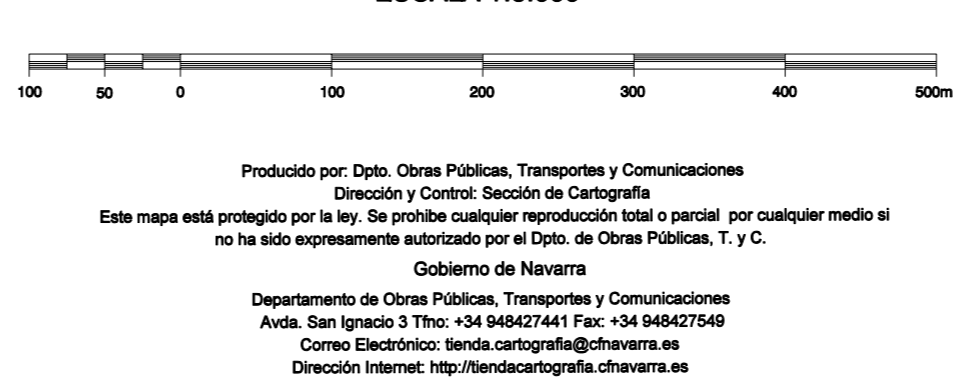 100 50 0 100 200 300 400 500m
Producido por: Dpto. Obras Públicas, Transportes y Comunicaciones
Dirección y Control: Sección de Cartografía
Este mapa está protegido por la ley. Se prohibe cualquier reproducción total o parcial por cualquier medio si
no ha sido expresamente autorizado por el Dpto. de Obras Públicas, T. y C.
Gobierno de Navarra
Departamento de Obras Públicas, Transportes y Comunicaciones
Avda. San Ignacio 3 Tfno: +34 948427441 Fax: +34 948427549
Correo Electrónico: tienda.cartografia@cfnavarra.es
Dirección Internet: http://tiendacartografia.cfnavarra.es